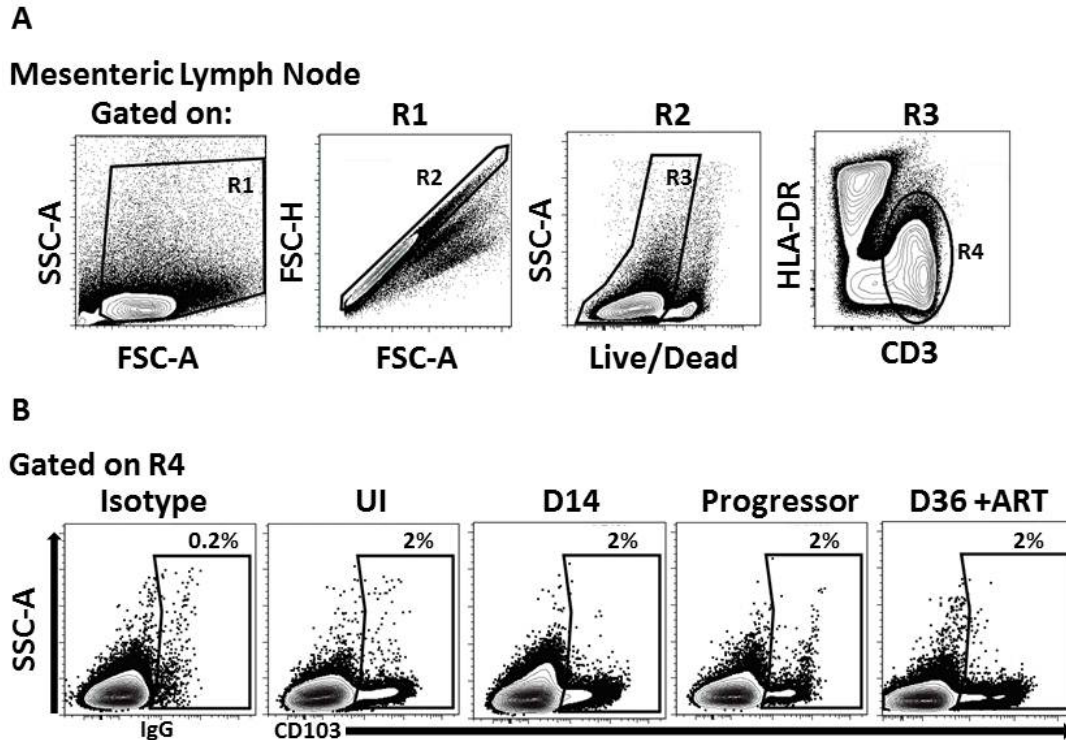 A
Mesenteric Lymph Node
Gated on: R1 R2 R3
SSC-A R1 FSC-H R2 SSC-A R3 HLA-DR R4
FSC-A FSC-A Live/Dead CD3
B
Gated on R4
Isotype UI D14 Progressor D36 +ART
0.2% 2% 2% 2% 2%
SSC-A
IgG CD103